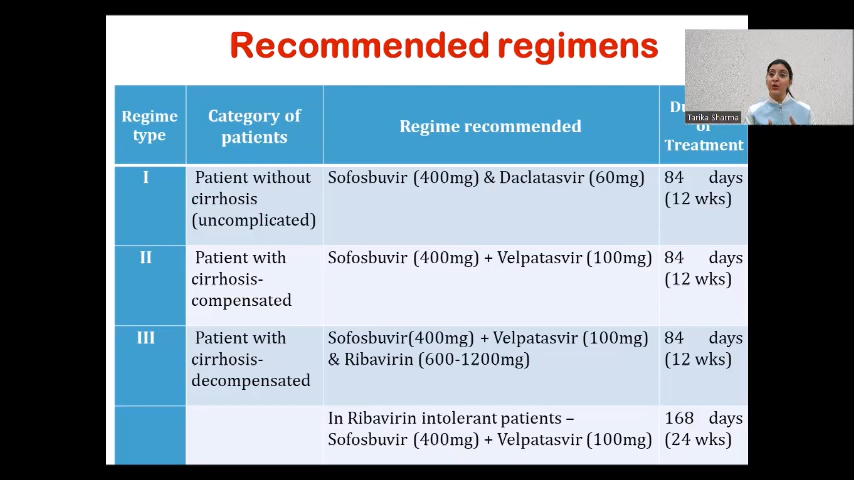 Recommended regimens
Tarika Sharma
Regime
type
Category of
patients
Regime recommended
of
Treatment
I
Patient without
cirrhosis
(uncomplicated)
Sofosbuvir (400mg) & Daclatasvir (60mg)
84 days
(12 wks)
II
Patient with
cirrhosis-
compensated
Sofosbuvir (400mg) + Velpatasvir (100mg)
84 days
(12 wks)
III
Patient with
cirrhosis-
decompensated
Sofosbuvir(400mg) + Velpatasvir (100mg)
& Ribavirin (600-1200mg)
84 days
(12 wks)
In Ribavirin intolerant patients –
Sofosbuvir (400mg) + Velpatasvir (100mg)
168 days
(24 wks)